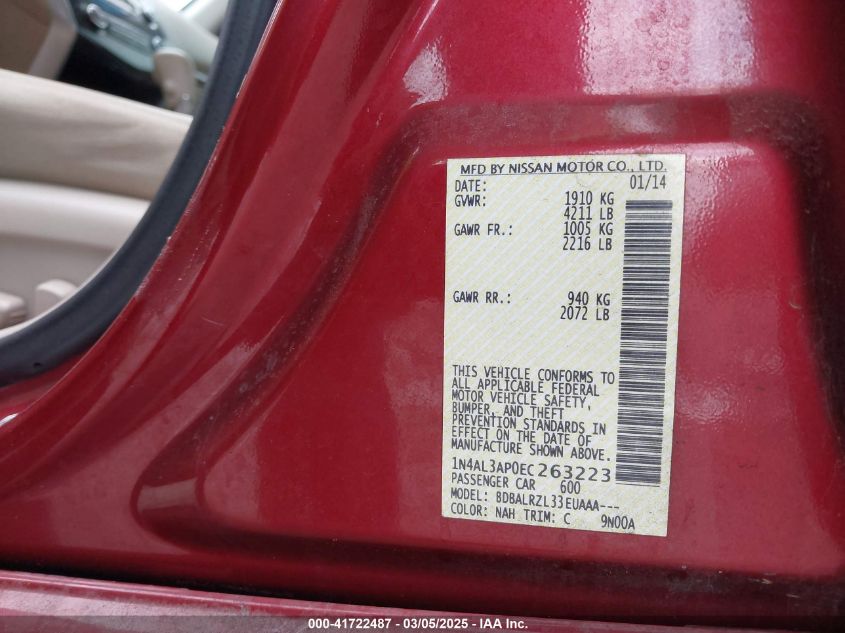 MFD BY NISSAN MOTOR CO., LTD.
DATE: 01/14
GVWR: 1910 KG
4211 LB
GAWR FR.: 1005 KG
2216 LB
GAWR RR.: 940 KG
2072 LB
THIS VEHICLE CONFORMS TO
ALL APPLICABLE FEDERAL
MOTOR VEHICLE SAFETY,
BUMPER, AND THEFT
PREVENTION STANDARDS IN
EFFECT ON THE DATE OF
MANUFACTURE SHOWN ABOVE.
1N4AL3AP0EC263223
PASSENGER CAR 600
MODEL: BDBALRZL33EUAAA---
COLOR: NAH TRIM: C 9N00A
000-41722487 - 03/05/2025 - IAA Inc.